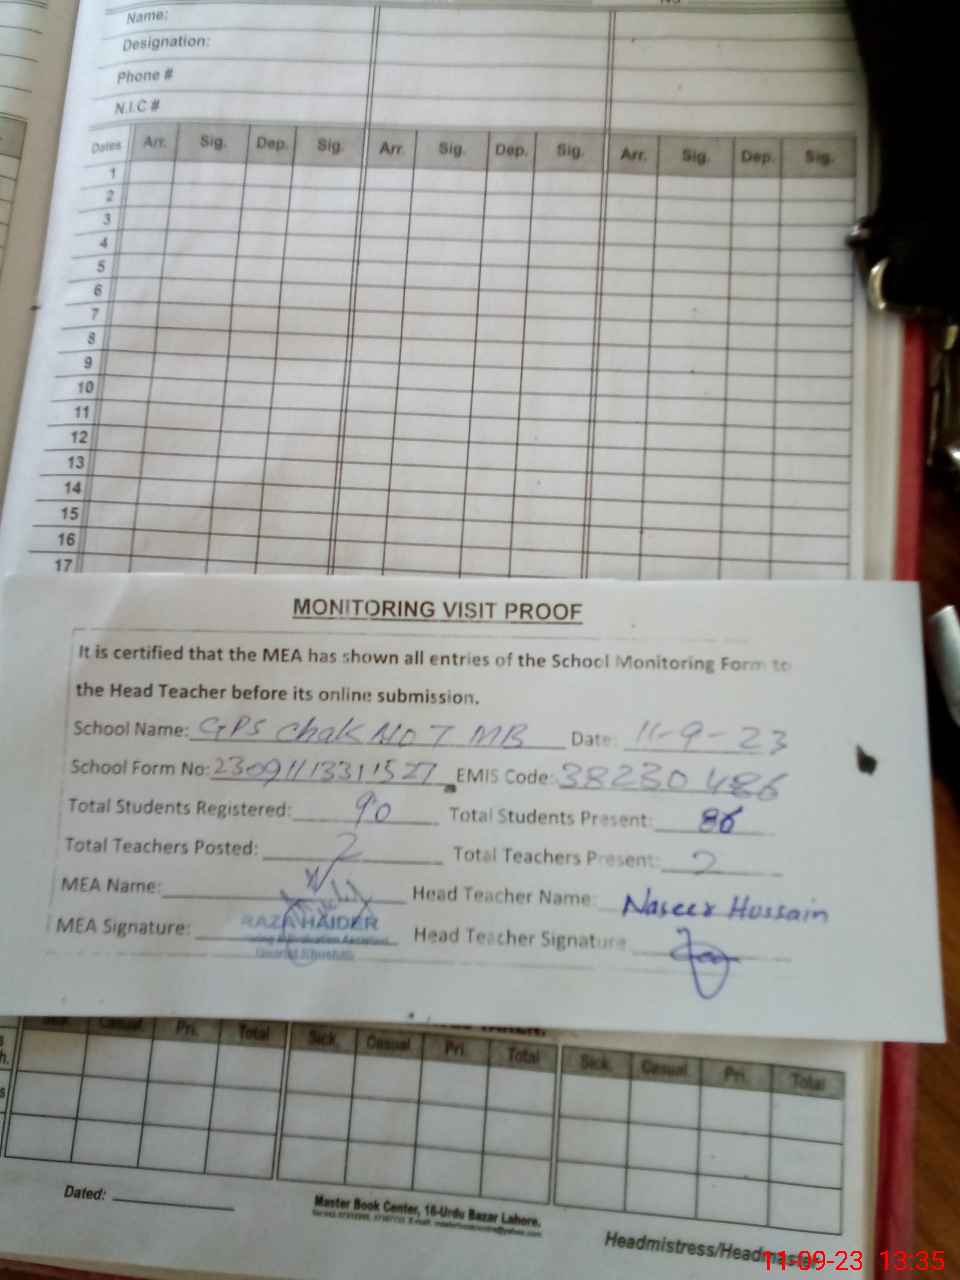 Name:
Designation:
Phone #
N.I.C #
Dates Arr. Sig. Dep. Sig. Arr. Sig. Dep. Sig. Arr. Sig. Dep. Sig.
1
2
3
4
5
6
7
8
9
10
11
12
13
14
15
16
17
MONITORING VISIT PROOF
It is certified that the MEA has shown all entries of the School Monitoring Form to
the Head Teacher before its online submission.
School Name: GPS Chak No 7 MB Date: 11-9-23
School Form No: 23091113311527 EMIS Code: 38230486
Total Students Registered: 90 Total Students Present: 86
Total Teachers Posted: 2 Total Teachers Present: 2
MEA Name: Head Teacher Name: Naseer Hussain
RAZA HAIDER
MEA Signature: Head Teacher Signature
Sick. Casual Pri. Total Sick. Casual Pri. Total Sick. Casual Pri. Total
Dated:
Master Book Center, 16-Urdu Bazar Lahore.
Headmistress/Headmaster
11-09-23 13:35